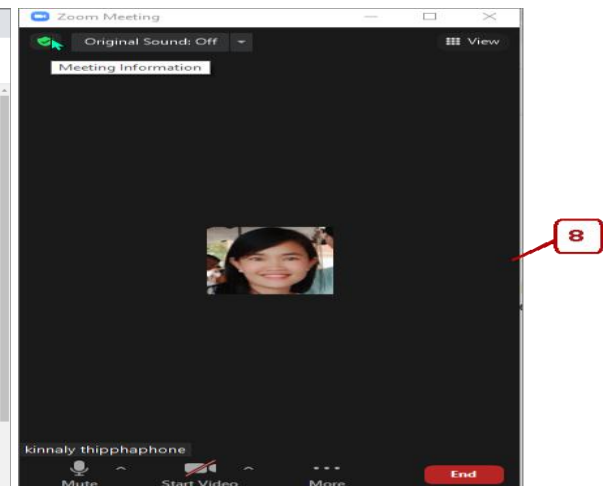 Zoom Meeting
Original Sound: Off
View
Meeting Information
8
kinnaly thipphaphone
Mute
Start Video
More
End